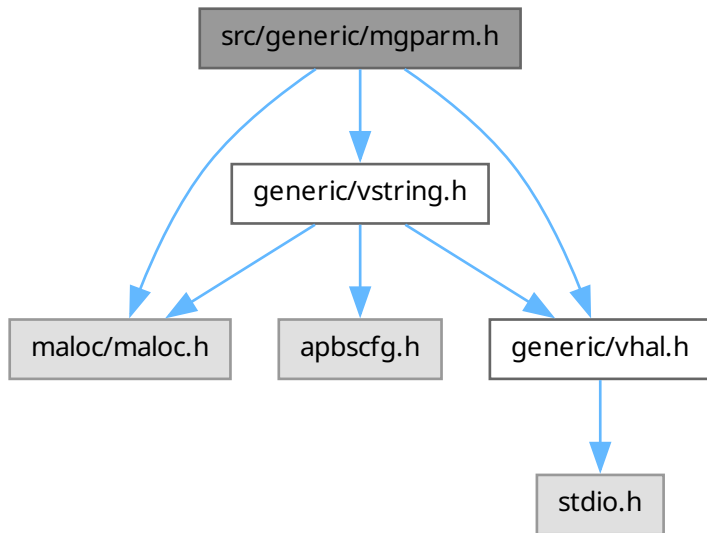 src/generic/mgparm.h
generic/vstring.h
maloc/maloc.h
apbscfg.h
generic/vhal.h
stdio.h